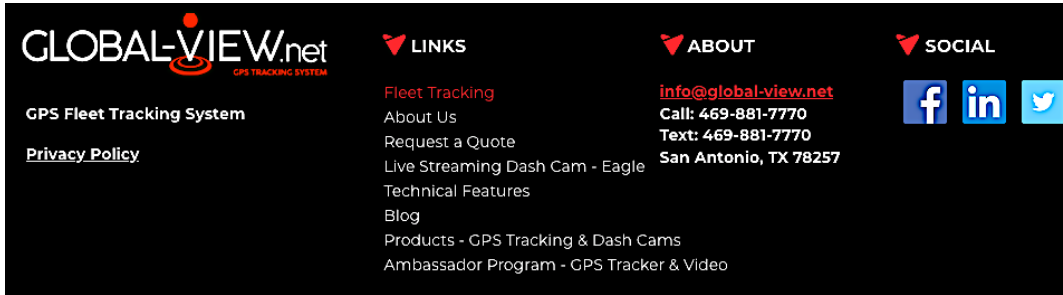 GLOBAL-VIEW.net
GPS TRACKING SYSTEM
GPS Fleet Tracking System
Privacy Policy
LINKS
Fleet Tracking
About Us
Request a Quote
Live Streaming Dash Cam - Eagle
Technical Features
Blog
Products - GPS Tracking & Dash Cams
Ambassador Program - GPS Tracker & Video
ABOUT
info@global-view.net
Call: 469-881-7770
Text: 469-881-7770
San Antonio, TX 78257
SOCIAL
f
in